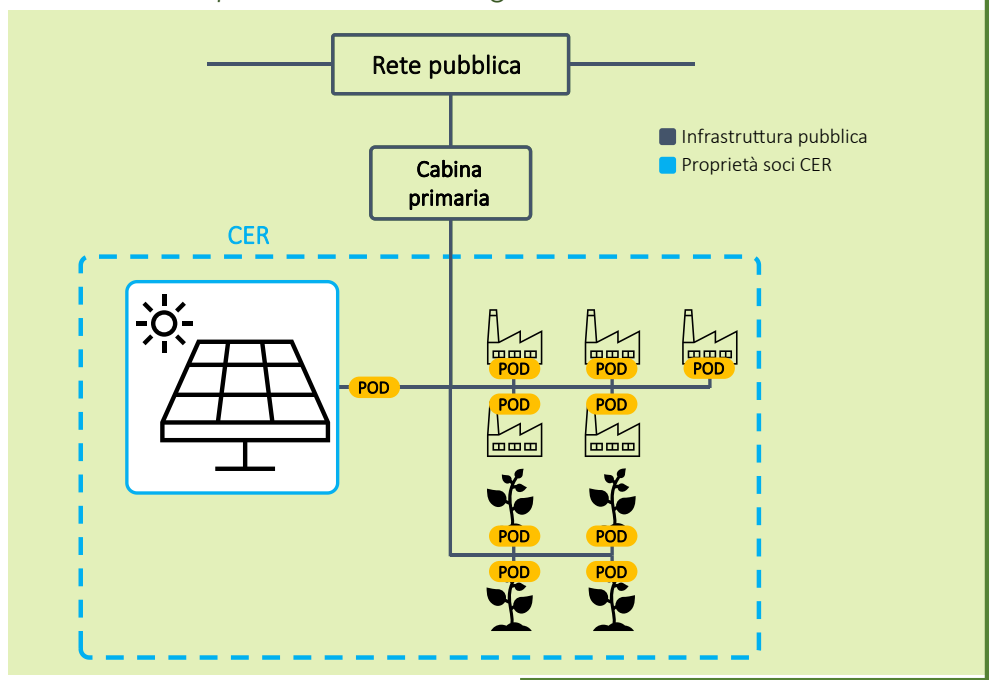 Rete pubblica
Infrastruttura pubblica
Cabina
primaria
Proprietà soci CER
CER
POD
POD
POD
POD
POD
POD
POD
POD
POD
POD